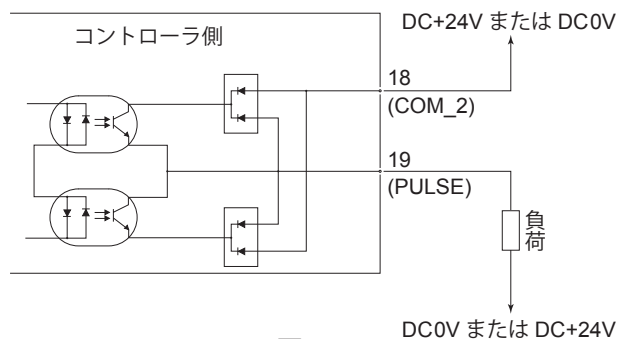 コントローラ側
DC+24V または DC0V
18
(COM_2)
19
(PULSE)
負荷
DC0V または DC+24V